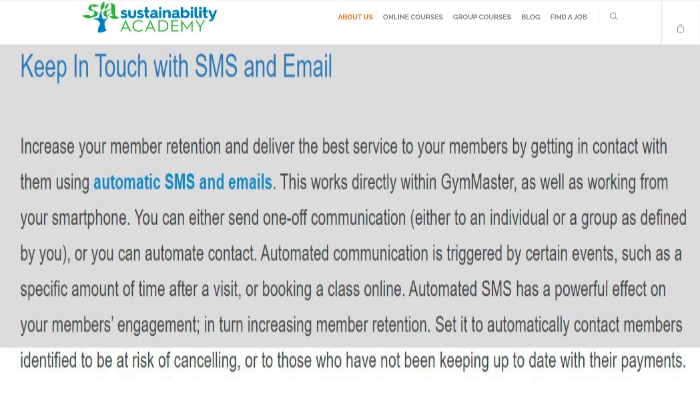 sa sustainability
ACADEMY
ABOUT US ONLINE COURSES GROUP COURSES BLOG FIND A JOB
Keep In Touch with SMS and Email
Increase your member retention and deliver the best service to your members by getting in contact with
them using automatic SMS and emails. This works directly within GymMaster, as well as working from
your smartphone. You can either send one-off communication (either to an individual or a group as defined
by you), or you can automate contact. Automated communication is triggered by certain events, such as a
specific amount of time after a visit, or booking a class online. Automated SMS has a powerful effect on
your members' engagement; in turn increasing member retention. Set it to automatically contact members
identified to be at risk of cancelling, or to those who have not been keeping up to date with their payments.